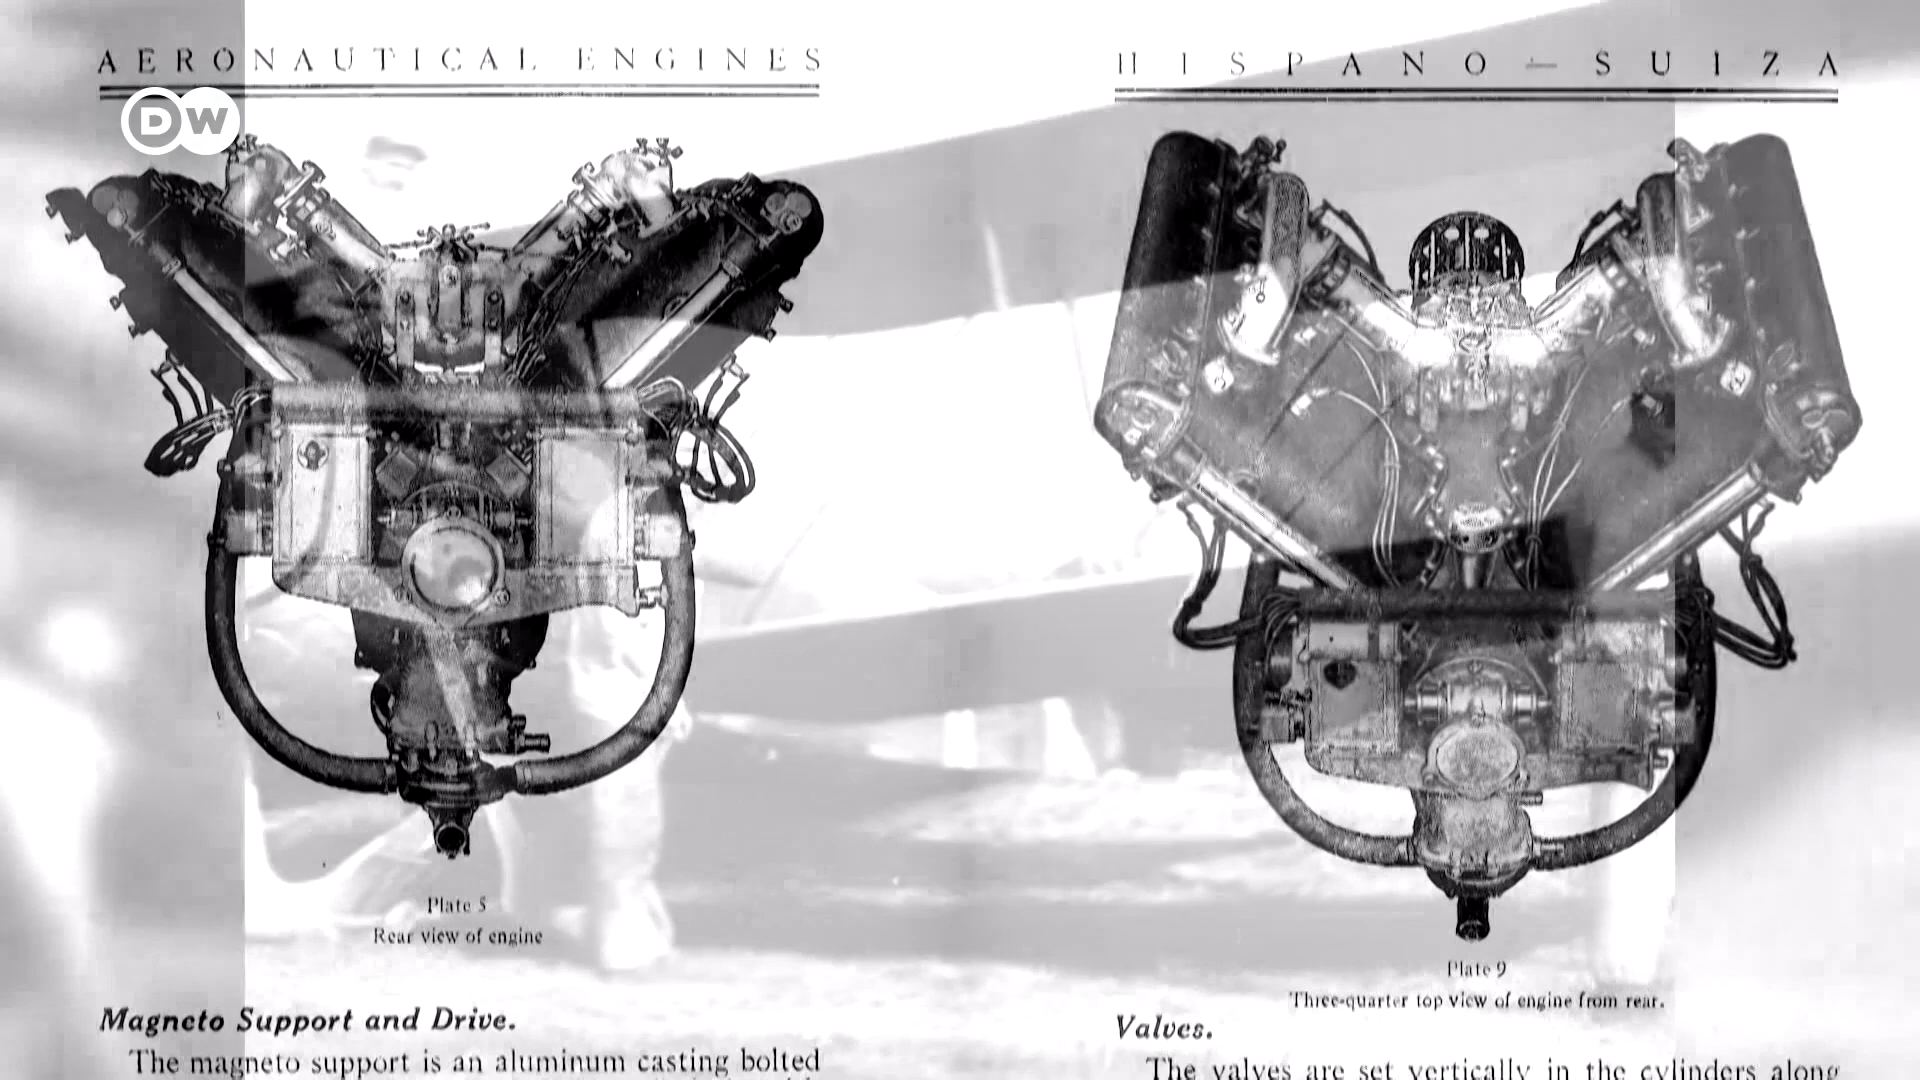 AERONAUTICAL ENGINES
DW
Plate 5
Rear view of engine
Magneto Support and Drive.
The magneto support is an aluminum casting bolted
HISPANO-SUIZA
Plate 9
Three-quarter top view of engine from rear.
Valves.
The valves are set vertically in the cylinders along